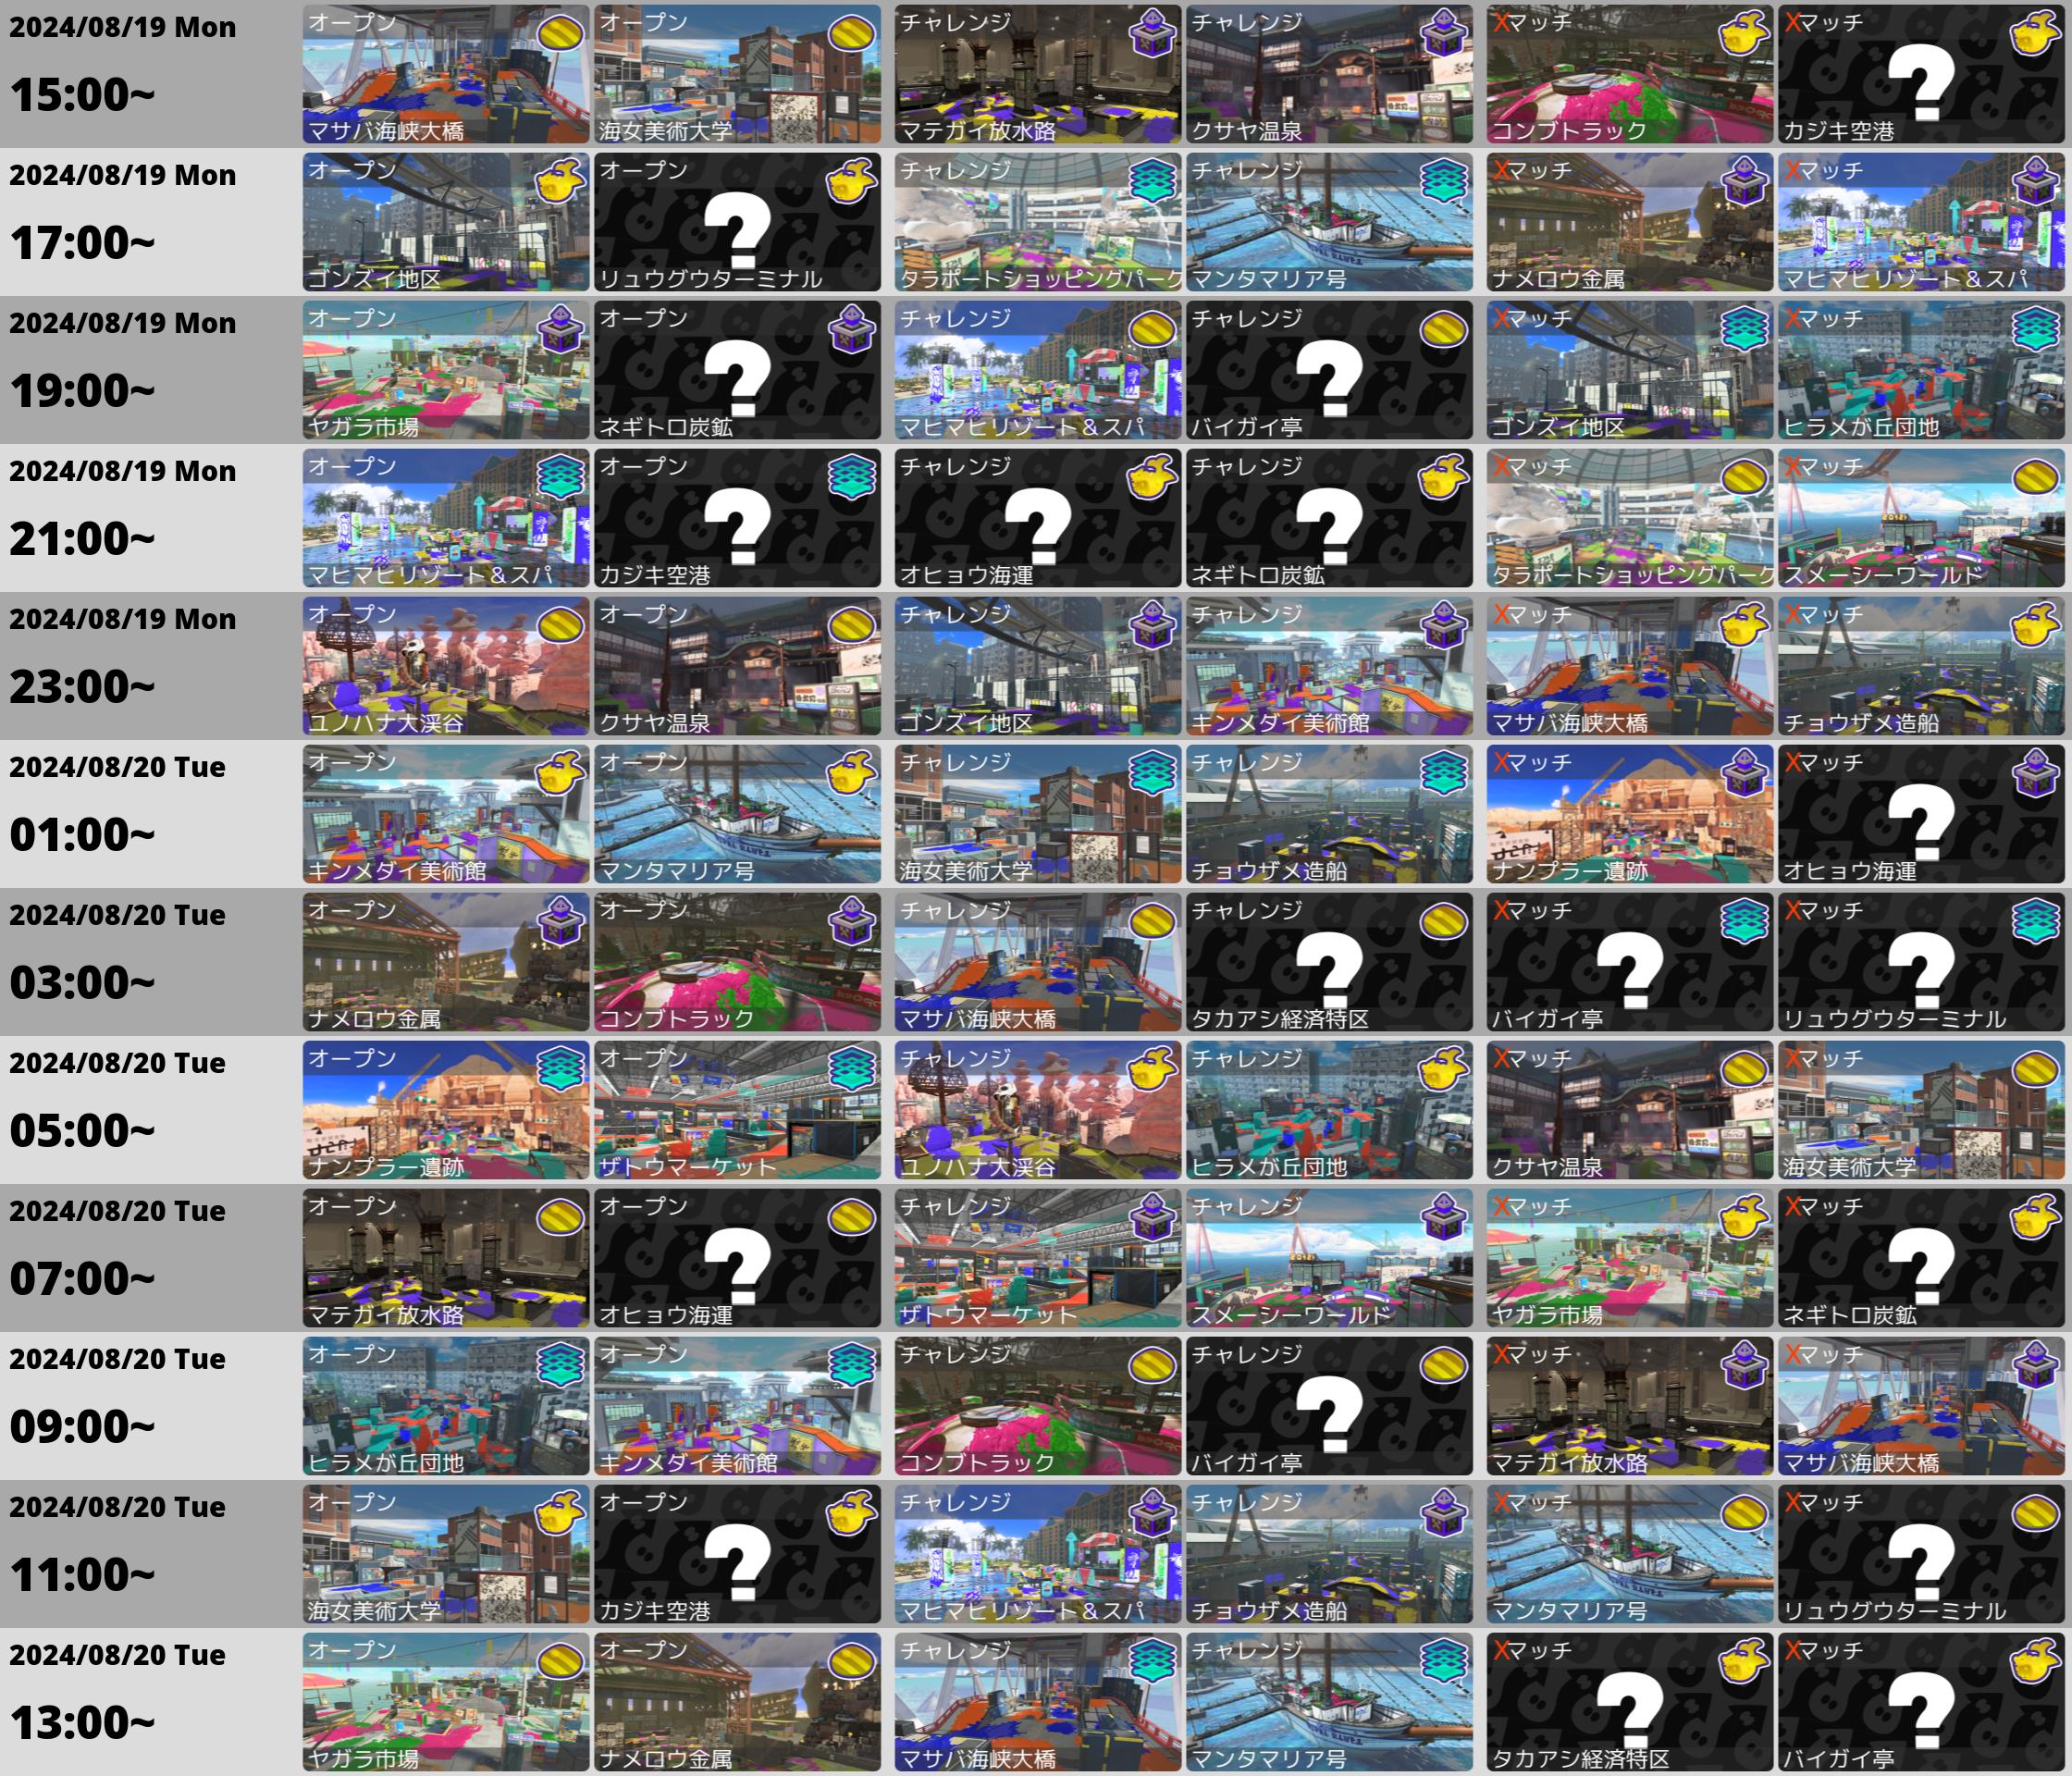 2024/08/19 Mon
15:00~
オープン オープン チャレンジ チャレンジ Xマッチ Xマッチ
マサバ海峡大橋 海女美術大学 マテガイ放水路 クサヤ温泉 コンブトラック カジキ空港
2024/08/19 Mon
17:00~
オープン オープン チャレンジ チャレンジ Xマッチ Xマッチ
ゴンズイ地区 リュウグウターミナル タラポートショッピングパーク マンタマリア号 ナメロウ金属 マヒマヒリゾート&スパ
2024/08/19 Mon
19:00~
オープン オープン チャレンジ チャレンジ Xマッチ Xマッチ
ヤガラ市場 ネギトロ炭鉱 マヒマヒリゾート&スパ バイガイ亭 ゴンズイ地区 ヒラメが丘団地
2024/08/19 Mon
21:00~
オープン オープン チャレンジ チャレンジ Xマッチ Xマッチ
マヒマヒリゾート&スパ カジキ空港 オヒョウ海運 ネギトロ炭鉱 タラポートショッピングパーク スメーシーワールド
2024/08/19 Mon
23:00~
オープン オープン チャレンジ チャレンジ Xマッチ Xマッチ
ユノハナ大渓谷 クサヤ温泉 ゴンズイ地区 キンメダイ美術館 マサバ海峡大橋 チョウザメ造船
2024/08/20 Tue
01:00~
オープン オープン チャレンジ チャレンジ Xマッチ Xマッチ
キンメダイ美術館 マンタマリア号 海女美術大学 チョウザメ造船 ナンプラー遺跡 オヒョウ海運
2024/08/20 Tue
03:00~
オープン オープン チャレンジ チャレンジ Xマッチ Xマッチ
ナメロウ金属 コンブトラック マサバ海峡大橋 タカアシ経済特区 バイガイ亭 リュウグウターミナル
2024/08/20 Tue
05:00~
オープン オープン チャレンジ チャレンジ Xマッチ Xマッチ
ナンプラー遺跡 ザトウマーケット ユノハナ大渓谷 ヒラメが丘団地 クサヤ温泉 海女美術大学
2024/08/20 Tue
07:00~
オープン オープン チャレンジ チャレンジ Xマッチ Xマッチ
マテガイ放水路 オヒョウ海運 ザトウマーケット スメーシーワールド ヤガラ市場 ネギトロ炭鉱
2024/08/20 Tue
09:00~
オープン オープン チャレンジ チャレンジ Xマッチ Xマッチ
ヒラメが丘団地 キンメダイ美術館 コンブトラック バイガイ亭 マテガイ放水路 マサバ海峡大橋
2024/08/20 Tue
11:00~
オープン オープン チャレンジ チャレンジ Xマッチ Xマッチ
海女美術大学 カジキ空港 マヒマヒリゾート&スパ チョウザメ造船 マンタマリア号 リュウグウターミナル
2024/08/20 Tue
13:00~
オープン オープン チャレンジ チャレンジ Xマッチ Xマッチ
ヤガラ市場 ナメロウ金属 マサバ海峡大橋 マンタマリア号 タカアシ経済特区 バイガイ亭